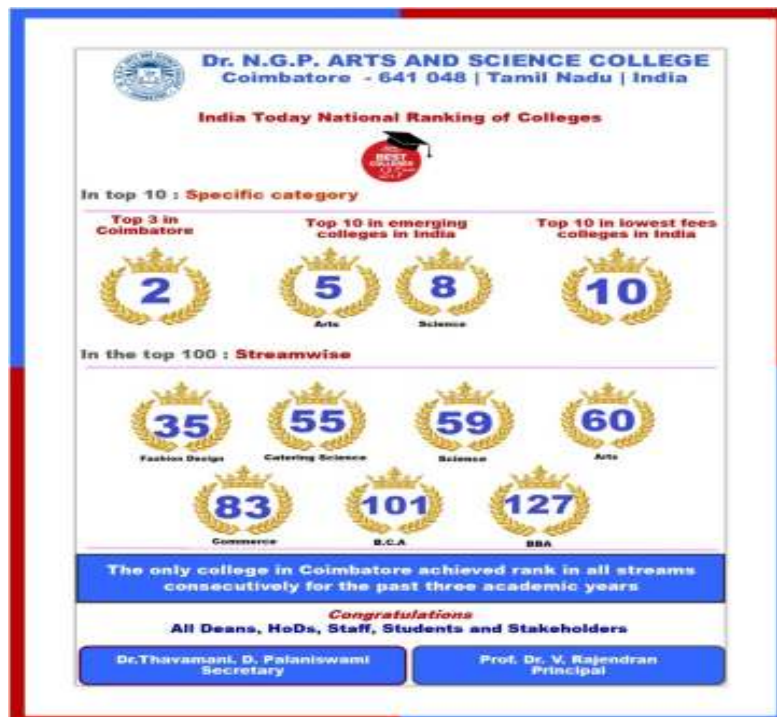 Dr. N.G.P. ARTS AND SCIENCE COLLEGE
Coimbatore - 641 048 | Tamil Nadu | India
India Today National Ranking of Colleges
BEST
COLLEGES
In top 10 : Specific category
Top 3 in
Coimbatore
Top 10 in emerging
colleges in India
Top 10 in lowest fees
colleges in India
2
5
8
10
Arts
Science
In the top 100 : Streamwise
35
55
59
60
Fashion Design
Catering Science
Science
Arts
83
101
127
Commerce
B.C.A
BBA
The only college in Coimbatore achieved rank in all streams
consecutively for the past three academic years
Congratulations
All Deans, HoDs, Staff, Students and Stakeholders
Dr.Thavamani. D. Palaniswami
Secretary
Prof. Dr. V. Rajendran
Principal